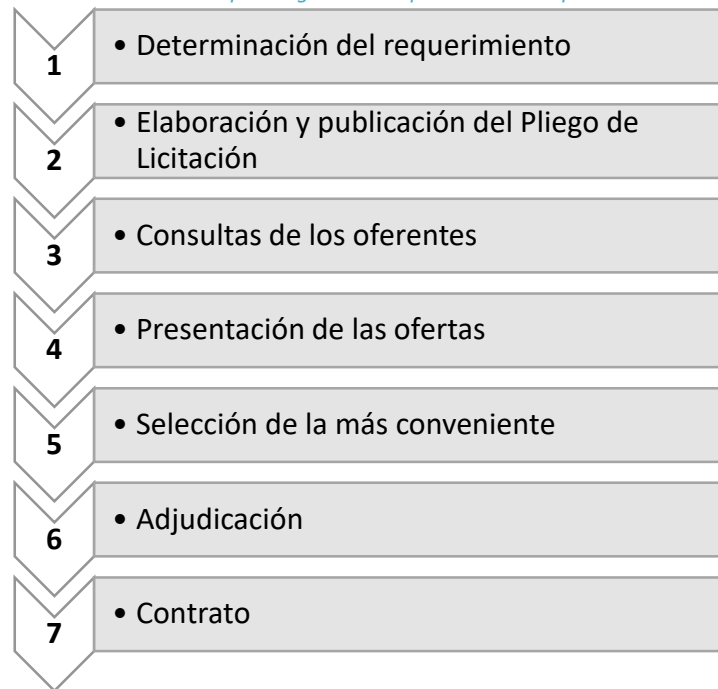 1
• Determinación del requerimiento
2
• Elaboración y publicación del Pliego de
Licitación
3
• Consultas de los oferentes
4
• Presentación de las ofertas
5
• Selección de la más conveniente
6
• Adjudicación
7
• Contrato